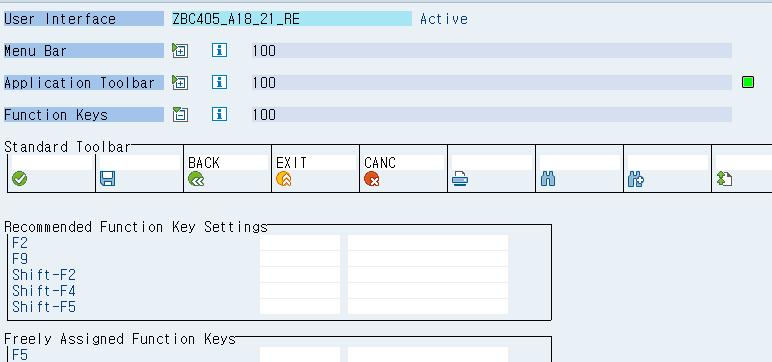 User Interface ZBC405_A18_21_RE Active
Menu Bar 100
Application Toolbar 100
Function Keys 100
Standard Toolbar
BACK EXIT CANC
Recommended Function Key Settings
F2
F9
Shift-F2
Shift-F4
Shift-F5
Freely Assigned Function Keys
F5